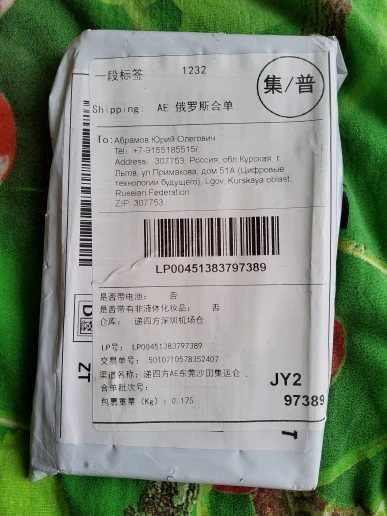 一段标签 1232
集/普
Shipping: AE 俄罗斯合单
To: Абрамов Юрий Олегович
Tel: +7-9155185515/
Address: 307753, Россия, обл Курская, г
Льгов, ул Примакова, дом 51А (Цифровые
технологии будущего), Lgov, Kurskaya oblast,
Russian Federation
ZIP: 307753
LP00451383797389
是否带电池: 否
是否带有非液体化妆品: 否
仓库: 递四方深圳机场仓
LP号: LP00451383797389
交易单号: 5010710578352407
渠道名称: 递四方AE东莞沙田集运仓
合单批次号:
包裹重量 (Kg): 0.175
JY2
97389
D
ZT
T